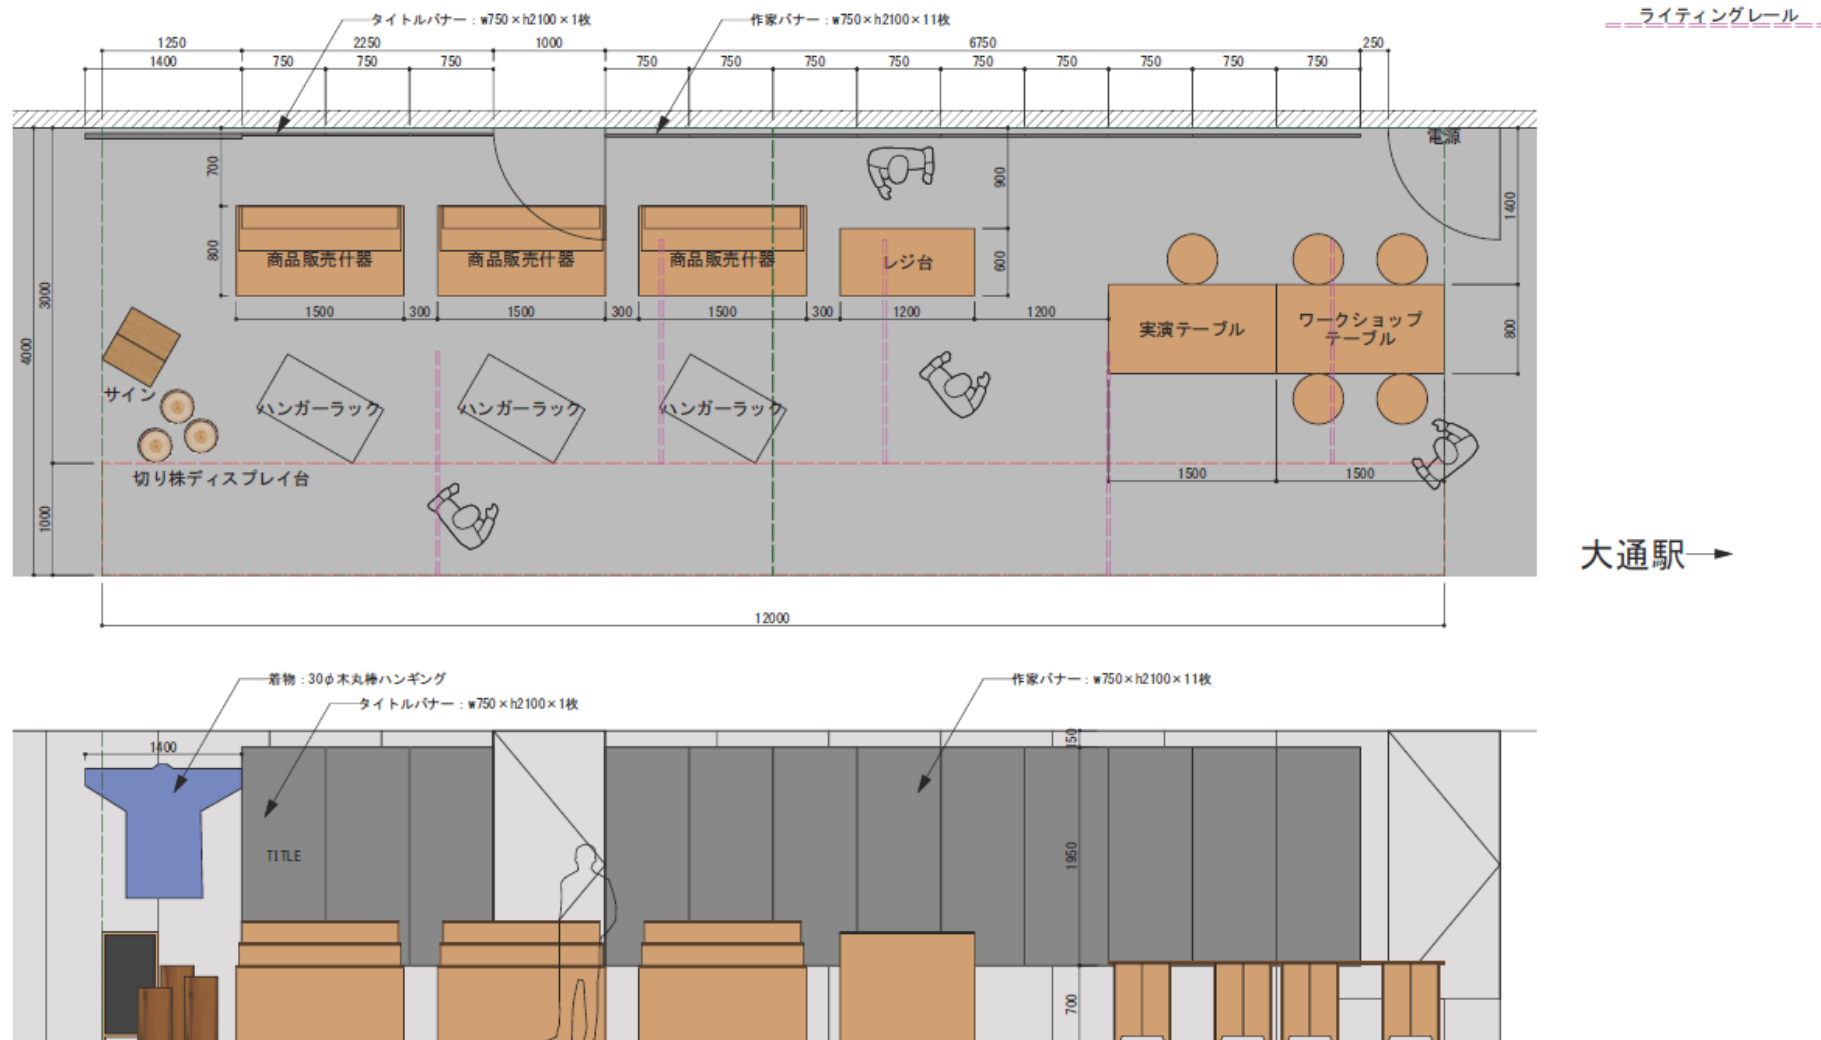 タイトルバナー：w750×h2100×1枚
作家バナー：w750×h2100×11枚
ライティングレール
1250
2250
1000
6750
250
1400
750
750
750
750
750
750
750
750
750
750
750
750
電源
700
900
1400
800
商品販売什器
商品販売什器
商品販売什器
レジ台
600
3000
4000
1500
300
1500
300
1500
300
1200
1200
実演テーブル
ワークショップ
テーブル
800
サイン
ハンガーラック
ハンガーラック
ハンガーラック
切り株ディスプレイ台
1500
1500
1000
大通駅
12000
着物：30φ木丸棒ハンギング
タイトルバナー：w750×h2100×1枚
作家バナー：w750×h2100×11枚
1400
150
TITLE
1950
700